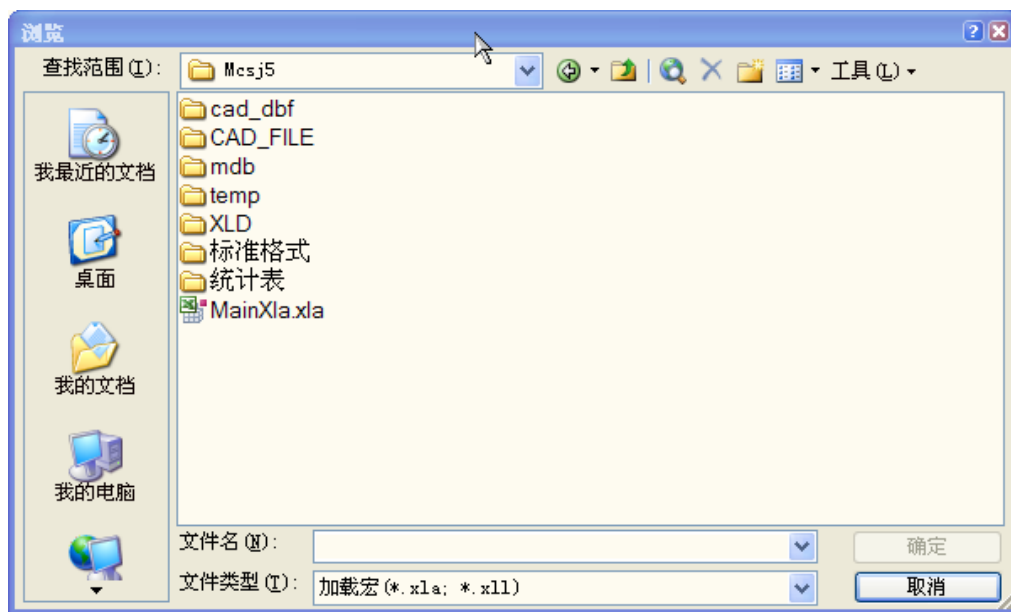 浏览
查找范围(I):
Mcsj5
工具(L)
cad_dbf
CAD_FILE
mdb
temp
XLD
标准格式
统计表
MainXla.xla
我最近的文档
桌面
我的文档
我的电脑
文件名(N):
确定
文件类型(T):
加载宏(*.xla; *.xll)
取消